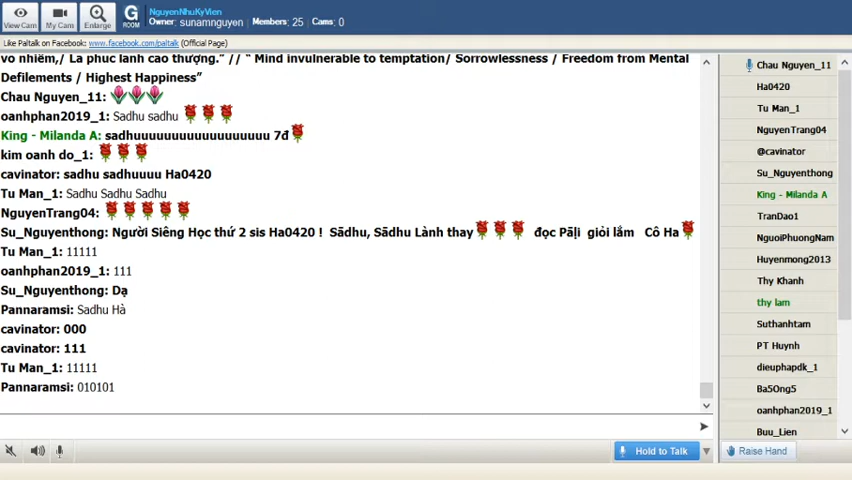 NguyenNhuKyVien
View Cam My Cam Enlarge G ROOM Owner: sunamnguyen Members: 25 Cams: 0
Like Paltalk on Facebook: www.facebook.com/paltalk (Official Page)
vô nhiễm,/ Là phúc lành cao thượng.” // “ Mind invulnerable to temptation/ Sorrowlessness / Freedom from Mental
Defilements / Highest Happiness”
Chau Nguyen_11:
oanhphan2019_1: Sadhu sadhu
King - Milanda A: sadhuuuuuuuuuuuuuuuuuu 7đ
kim oanh do_1:
cavinator: sadhu sadhuuuu Ha0420
Tu Man_1: Sadhu Sadhu Sadhu
NguyenTrang04:
Su_Nguyenthong: Người Siêng Học thứ 2 sis Ha0420 ! Sādhu, Sādhu Lành thay đọc Pāḷi giỏi lắm Cô Ha
Tu Man_1: 11111
oanhphan2019_1: 111
Su_Nguyenthong: Dạ
Pannaramsi: Sadhu Hà
cavinator: 000
cavinator: 111
Tu Man_1: 11111
Pannaramsi: 010101
Hold to Talk
Chau Nguyen_11
Ha0420
Tu Man_1
NguyenTrang04
@cavinator
Su_Nguyenthong
King - Milanda A
TranDao1
NguoiPhuongNam
Huyenmong2013
Thy Khanh
thy lam
Suthanhtam
PT Huynh
dieuphapdk_1
Ba5Ong5
oanhphan2019_1
Buu_Lien
Raise Hand